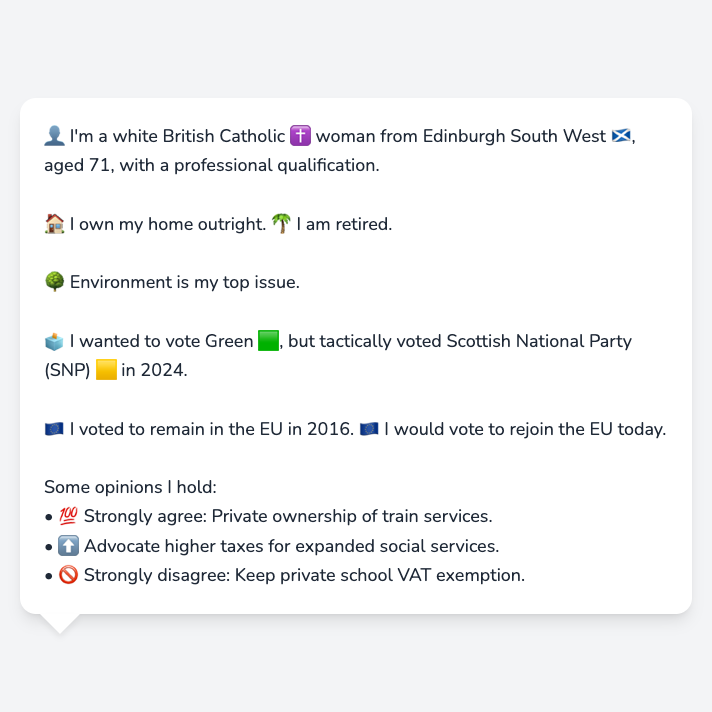 👤 I'm a white British Catholic ✝️ woman from Edinburgh South West 🏴󠁧󠁢󠁳󠁣󠁴󠁿,
aged 71, with a professional qualification.
🏠 I own my home outright. 🌴 I am retired.
🌳 Environment is my top issue.
🗳️ I wanted to vote Green 🟩, but tactically voted Scottish National Party
(SNP) 🟨 in 2024.
🇪🇺 I voted to remain in the EU in 2016. 🇪🇺 I would vote to rejoin the EU today.
Some opinions I hold:
• 💯 Strongly agree: Private ownership of train services.
• ⬆️ Advocate higher taxes for expanded social services.
• 🚫 Strongly disagree: Keep private school VAT exemption.